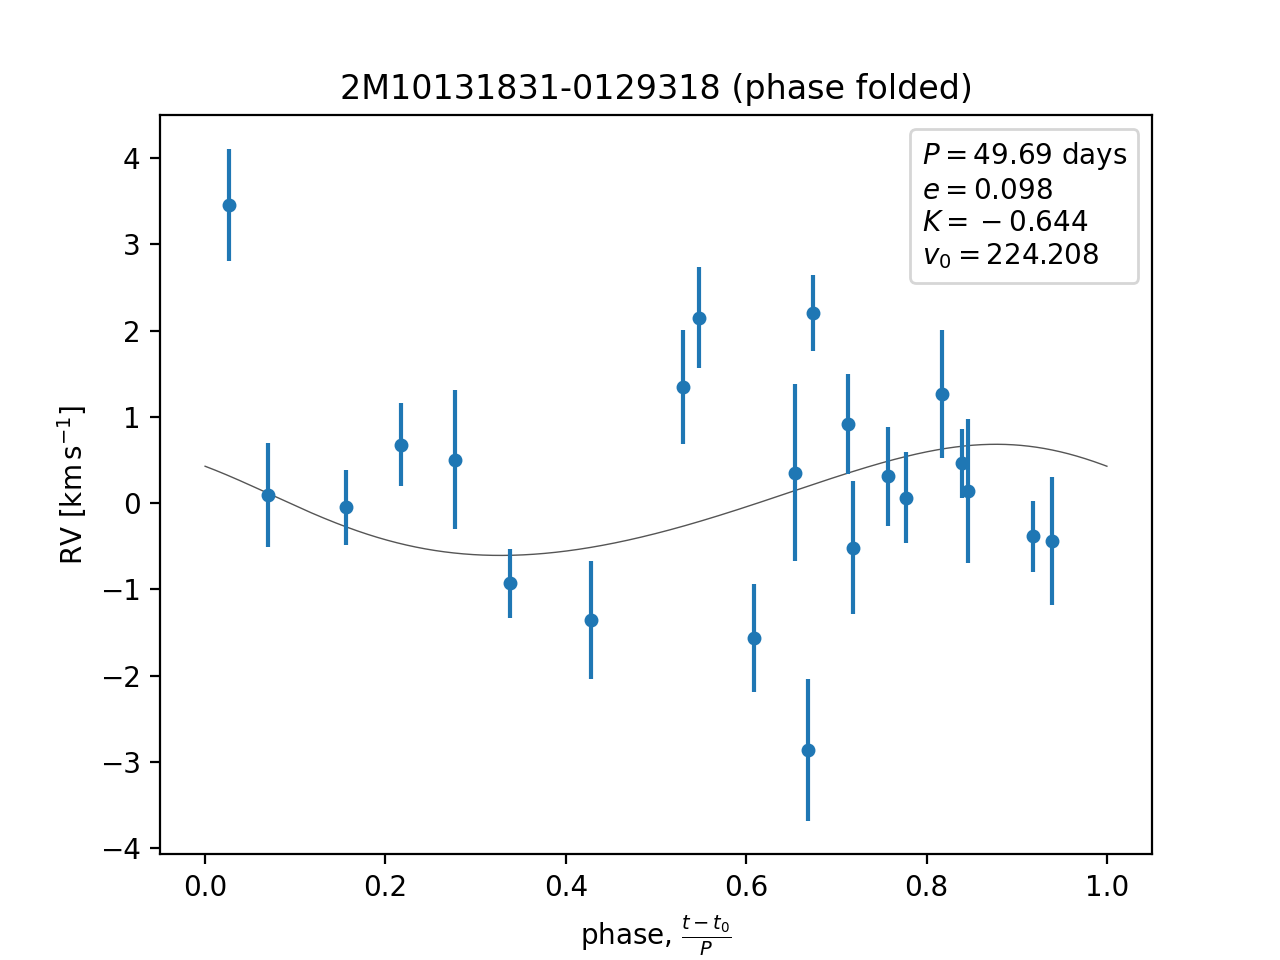 2M10131831-0129318 (phase folded)
P = 49.69 days
e = 0.098
K = −0.644
v₀ = 224.208
RV [km s⁻¹]
4
3
2
1
0
−1
−2
−3
−4
0.0 0.2 0.4 0.6 0.8 1.0
phase, (t − t₀)/P